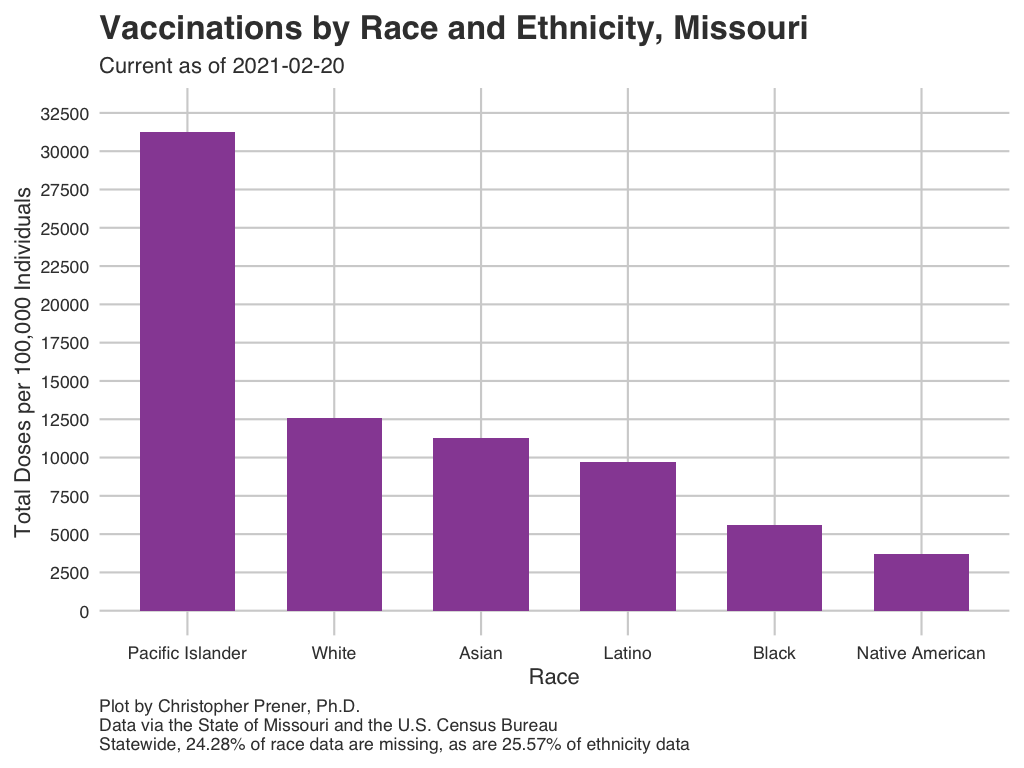 Vaccinations by Race and Ethnicity, Missouri
Current as of 2021-02-20
Total Doses per 100,000 Individuals
32500
30000
27500
25000
22500
20000
17500
15000
12500
10000
7500
5000
2500
0
Pacific Islander White Asian Latino Black Native American
Race
Plot by Christopher Prener, Ph.D.
Data via the State of Missouri and the U.S. Census Bureau
Statewide, 24.28% of race data are missing, as are 25.57% of ethnicity data